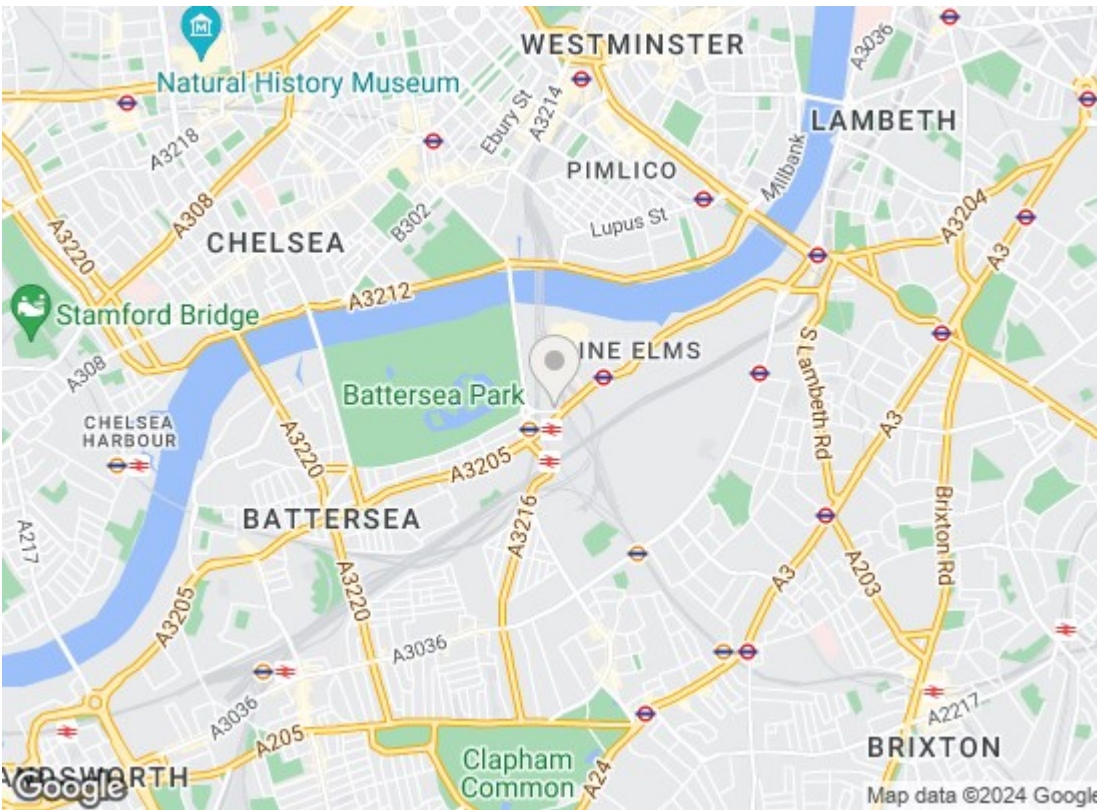 WESTMINSTER
A3036
Natural History Museum
Ebury St
A3214
LAMBETH
A3218
A308
PIMLICO
Millbank
Lupus St
B302
A3204
A3
A3220
CHELSEA
A3212
Stamford Bridge
INE ELMS
S Lambeth Rd
A308
Battersea Park
CHELSEA
HARBOUR
A3220
A3205
A3
BATTERSEA
A3216
Brixton Rd
A217
A3205
A3220
A3
A203
A3036
A3036
A205
A2217
BRIXTON
Clapham
Common
A24
ANDSWORTH
Google
Map data ©2024 Google